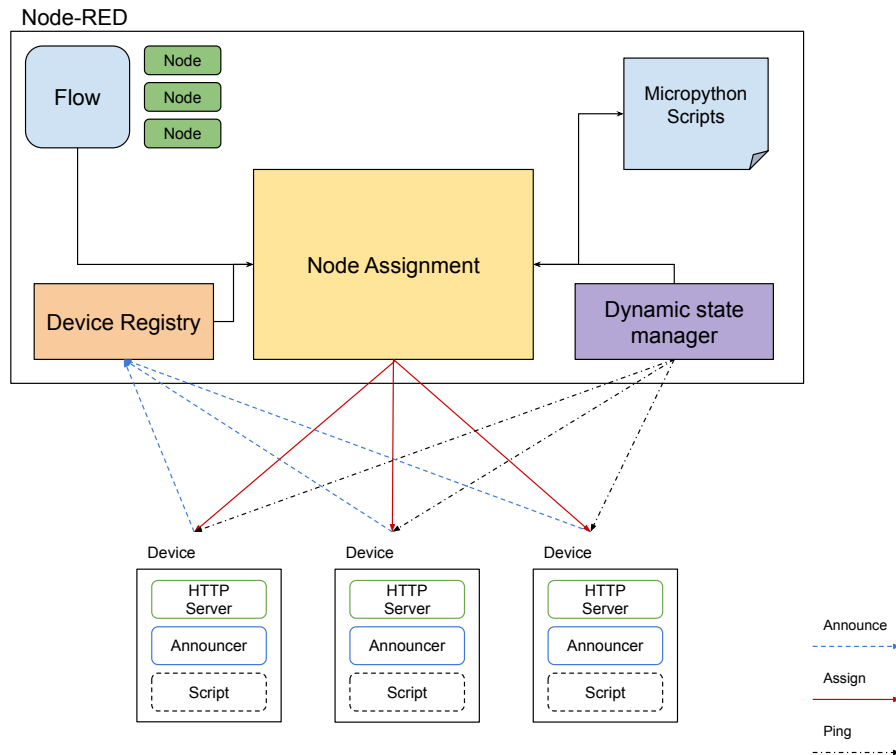 Node-RED
Flow
Node
Node
Node
Micropython
Scripts
Node Assignment
Device Registry
Dynamic state
manager
Device
Device
Device
HTTP
Server
Announcer
Script
HTTP
Server
Announcer
Script
HTTP
Server
Announcer
Script
Announce
Assign
Ping